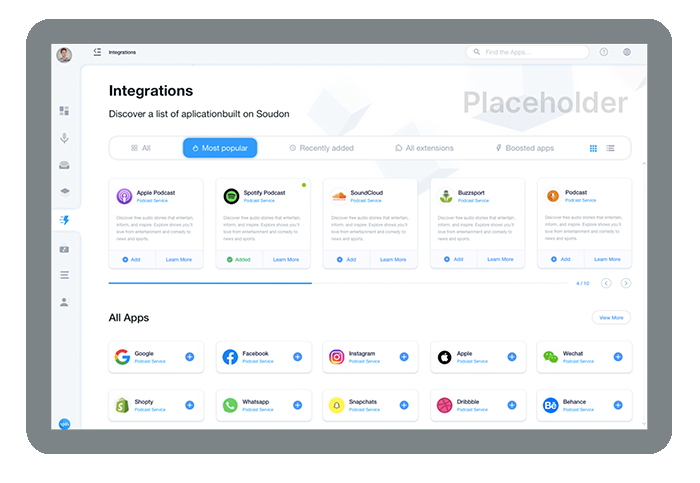 Integrations
Find the Apps...
Integrations
Placeholder
Discover a list of aplicationbuilt on Soudon
All
Most popular
Recently added
All extensions
Boosted apps
Apple Podcast
Podcast Service
Discover free audio stories that entertain,
inform, and inspire. Explore shows you'll
love from entertainment and comedy to
news and sports.
Add
Learn More
Spotify Podcast
Podcast Service
Discover free audio stories that entertain,
inform, and inspire. Explore shows you'll
love from entertainment and comedy to
news and sports.
Added
Learn More
SoundCloud
Podcast Service
Discover free audio stories that entertain,
inform, and inspire. Explore shows you'll
love from entertainment and comedy to
news and sports.
Add
Learn More
Buzzsport
Podcast Service
Discover free audio stories that entertain,
inform, and inspire. Explore shows you'll
love from entertainment and comedy to
news and sports.
Add
Learn More
Podcast
Podcast Service
Discover free audio stories that entertain,
inform, and inspire. Explore shows you'll
love from entertainment and comedy to
news and sports.
Add
Learn More
4 / 10
All Apps
View More
Google
Podcast Service
Facebook
Podcast Service
Instagram
Podcast Service
Apple
Podcast Service
Wechat
Podcast Service
Shopty
Podcast Service
Whatsapp
Podcast Service
Snapchats
Podcast Service
Dribbble
Podcast Service
Behance
Podcast Service